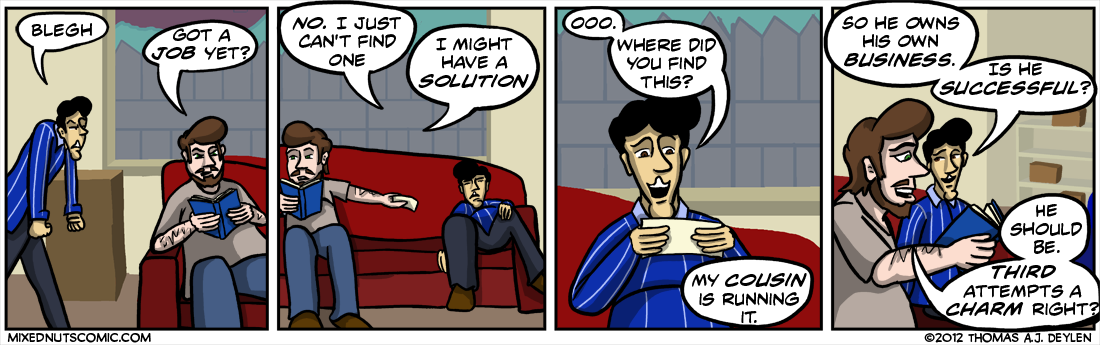 BLEGH
GOT A
JOB YET?
NO. I JUST
CAN'T FIND
ONE
I MIGHT
HAVE A
SOLUTION
OOO.
WHERE DID
YOU FIND
THIS?
MY COUSIN
IS RUNNING
IT.
SO HE OWNS
HIS OWN
BUSINESS.
IS HE
SUCCESSFUL?
HE
SHOULD
BE.
THIRD
ATTEMPTS A
CHARM RIGHT?
MIXEDNUTSCOMIC.COM
©2012 THOMAS A.J. DEYLEN